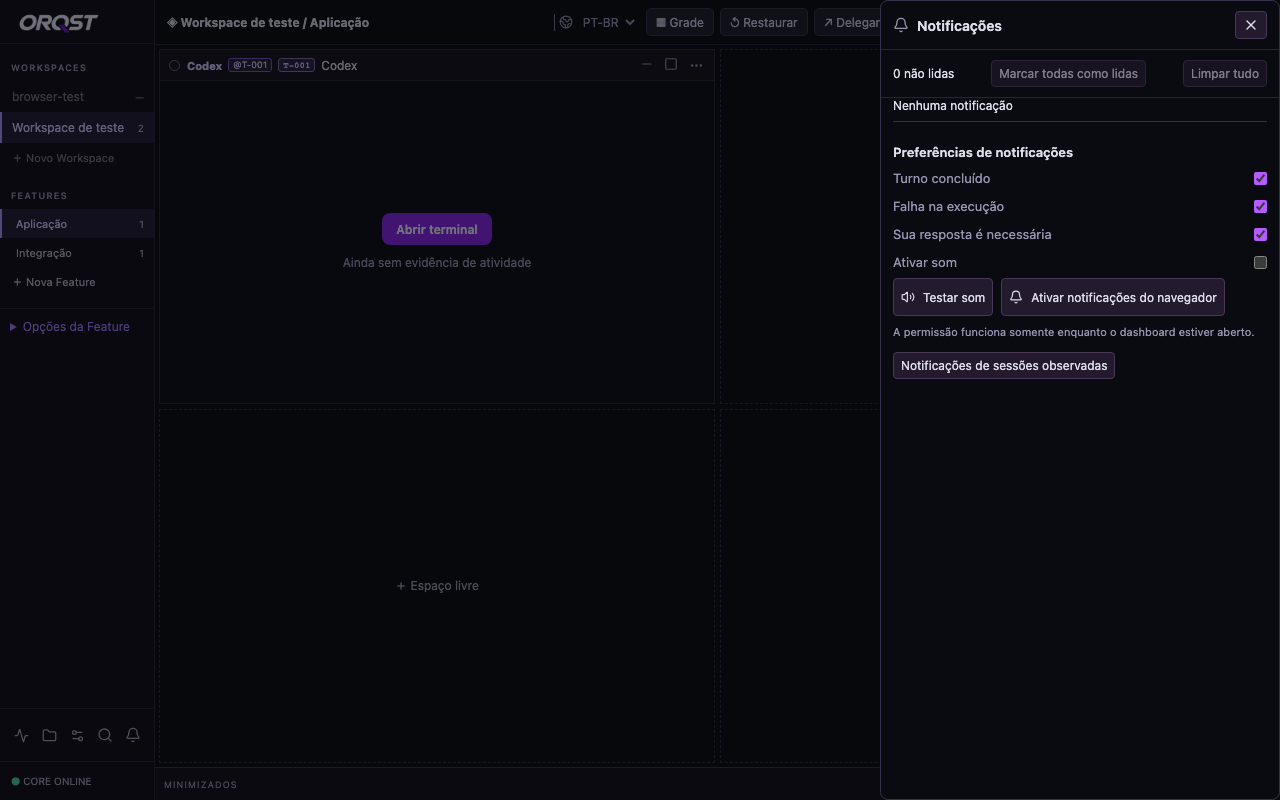 ORQST
WORKSPACES
browser-test
Workspace de teste 2
+ Novo Workspace
FEATURES
Aplicação 1
Integração 1
+ Nova Feature
Opções da Feature
CORE ONLINE
Workspace de teste / Aplicação
PT-BR
Grade
Restaurar
Delegar
Codex @T-001 T-001 Codex
Abrir terminal
Ainda sem evidência de atividade
+ Espaço livre
MINIMIZADOS
Notificações
0 não lidas
Marcar todas como lidas
Limpar tudo
Nenhuma notificação
Preferências de notificações
Turno concluído
Falha na execução
Sua resposta é necessária
Ativar som
Testar som
Ativar notificações do navegador
A permissão funciona somente enquanto o dashboard estiver aberto.
Notificações de sessões observadas